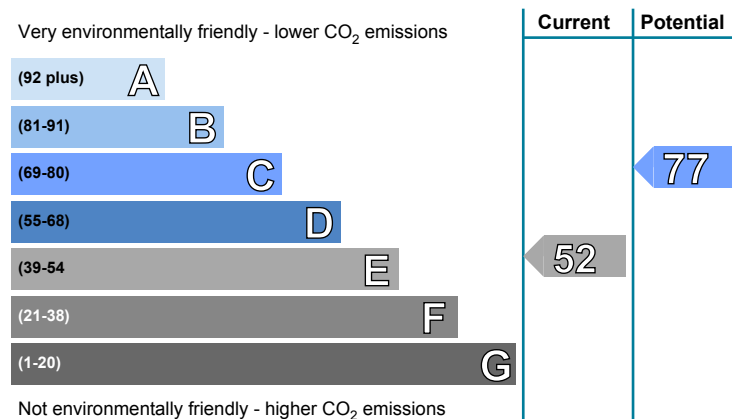 Very environmentally friendly - lower CO₂ emissions
Current
Potential
(92 plus) A
(81-91) B
(69-80) C
77
(55-68) D
(39-54 E
52
(21-38) F
(1-20) G
Not environmentally friendly - higher CO₂ emissions